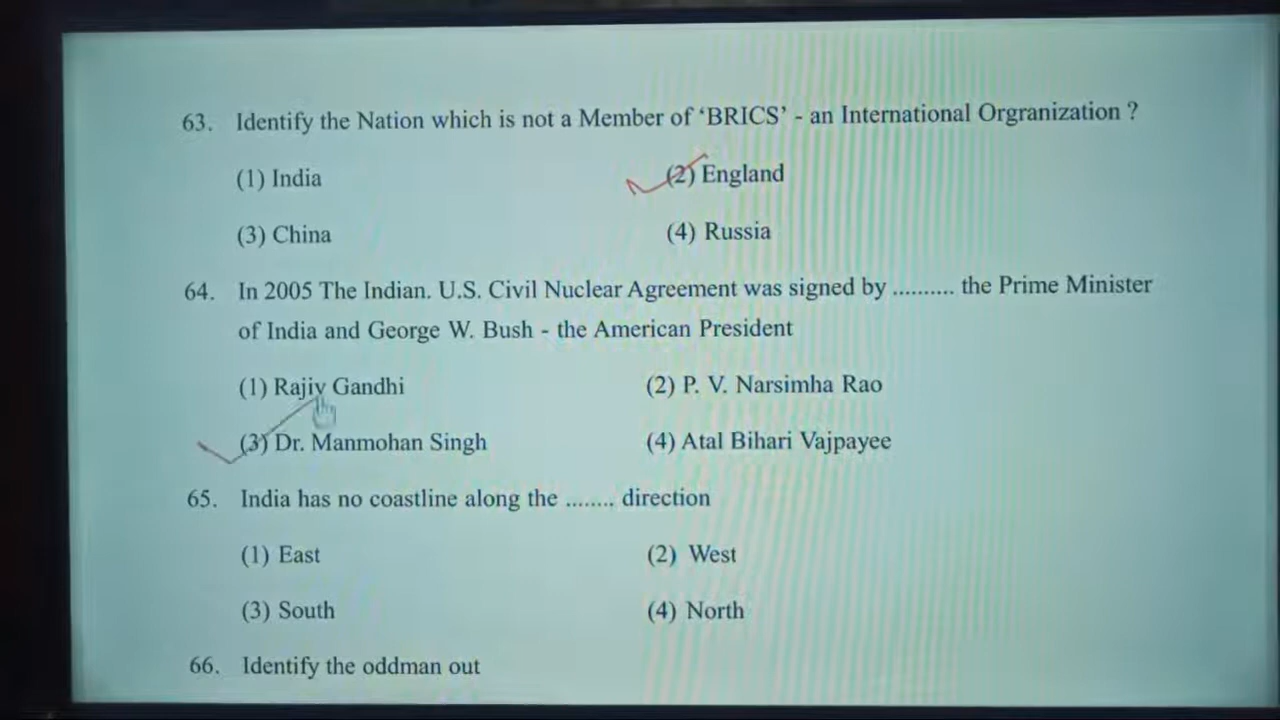 63. Identify the Nation which is not a Member of ‘BRICS’ - an International Orgranization ?
(1) India (2) England
(3) China (4) Russia
64. In 2005 The Indian. U.S. Civil Nuclear Agreement was signed by .......... the Prime Minister
of India and George W. Bush - the American President
(1) Rajiv Gandhi (2) P. V. Narsimha Rao
(3) Dr. Manmohan Singh (4) Atal Bihari Vajpayee
65. India has no coastline along the ........ direction
(1) East (2) West
(3) South (4) North
66. Identify the oddman out